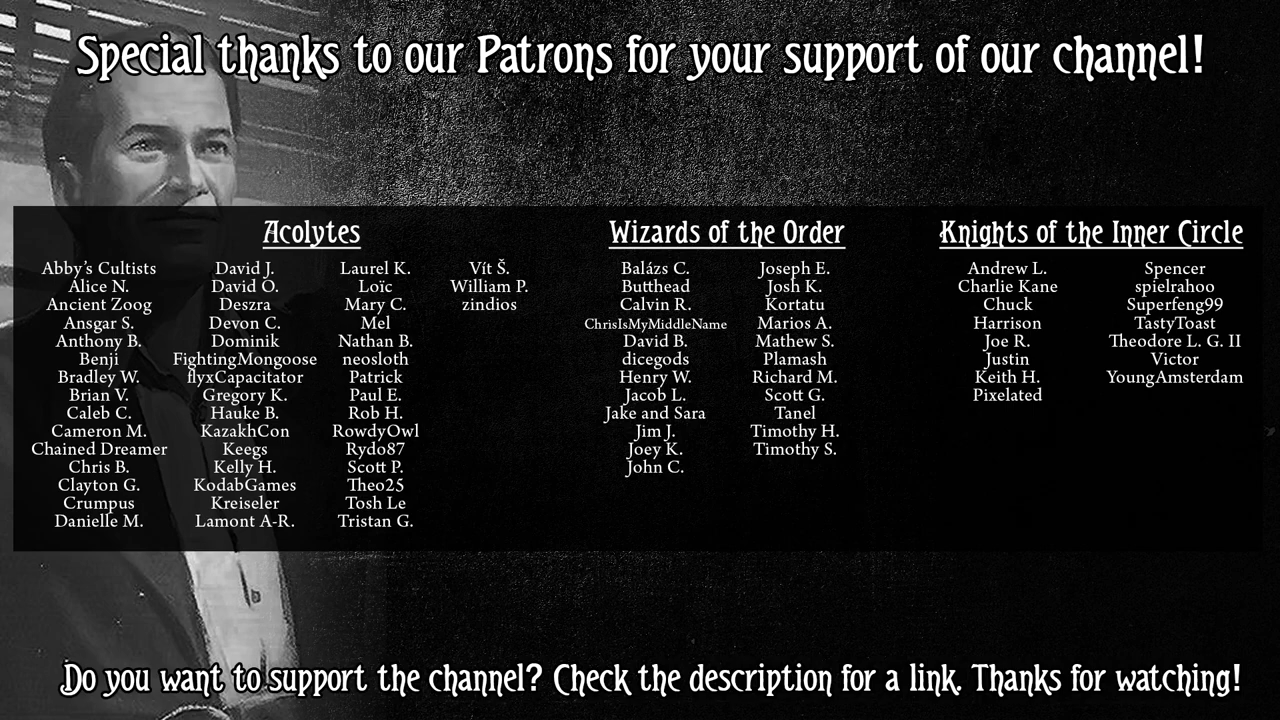 Special thanks to our Patrons for your support of our channel!
Acolytes
Abby's Cultists
Alice N.
Ancient Zoog
Ansgar S.
Anthony B.
Benji
Bradley W.
Brian V.
Caleb C.
Cameron M.
Chained Dreamer
Chris B.
Clayton G.
Crumpus
Danielle M.
David J.
David O.
Deszra
Devon C.
Dominik
FightingMongoose
flyxCapacitator
Gregory K.
Hauke B.
KazakhCon
Keegs
Kelly H.
KodabGames
Kreiseler
Lamont A-R.
Laurel K.
Loïc
Mary C.
Mel
Nathan B.
neosloth
Patrick
Paul E.
Rob H.
RowdyOwl
Rydo87
Scott P.
Theo25
Tosh Le
Tristan G.
Vít Š.
William P.
zindios
Wizards of the Order
Balázs C.
Butthead
Calvin R.
ChrisIsMyMiddleName
David B.
dicegods
Henry W.
Jacob L.
Jake and Sara
Jim J.
Joey K.
John C.
Joseph E.
Josh K.
Kortatu
Marios A.
Mathew S.
Plamash
Richard M.
Scott G.
Tanel
Timothy H.
Timothy S.
Knights of the Inner Circle
Andrew L.
Charlie Kane
Chuck
Harrison
Joe R.
Justin
Keith H.
Pixelated
Spencer
spielrahoo
Superfeng99
TastyToast
Theodore L. G. II
Victor
YoungAmsterdam
Do you want to support the channel? Check the description for a link. Thanks for watching!